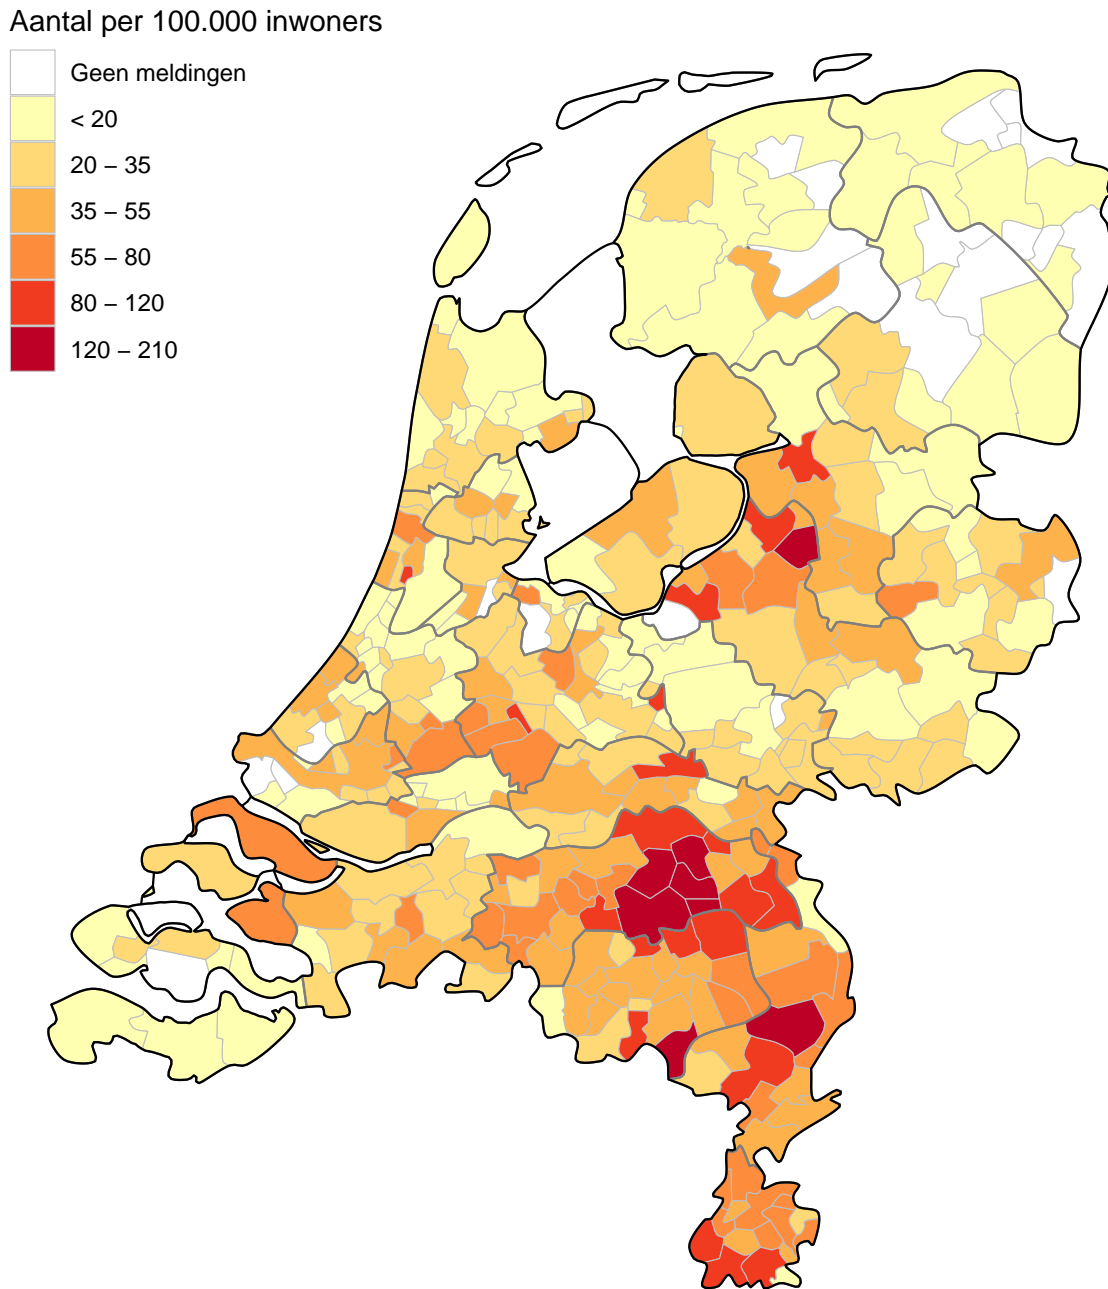 Aantal per 100.000 inwoners
Geen meldingen
< 20
20 – 35
35 – 55
55 – 80
80 – 120
120 – 210